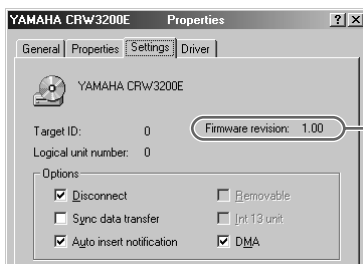 YAMAHA CRW3200E Properties ? ×
General Properties Settings Driver
YAMAHA CRW3200E
Target ID: 0 Firmware revision: 1.00
Logical unit number: 0
Options
Disconnect Removable
Sync data transfer Int 13 unit
Auto insert notification DMA